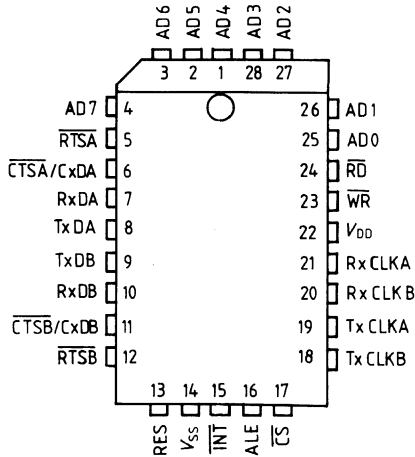 AD6 AD5 AD4 AD3 AD2
3 2 1 28 27
AD7 4 26 AD1
RTSA 5 25 AD0
CTSA/CxDA 6 24 RD
RxDA 7 23 WR
TxDA 8 22 VDD
TxDB 9 21 RxCLKA
RxDB 10 20 RxCLKB
CTSB/CxDB 11 19 TxCLKA
RTSB 12 18 TxCLKB
13 14 15 16 17
RES VSS INT ALE CS